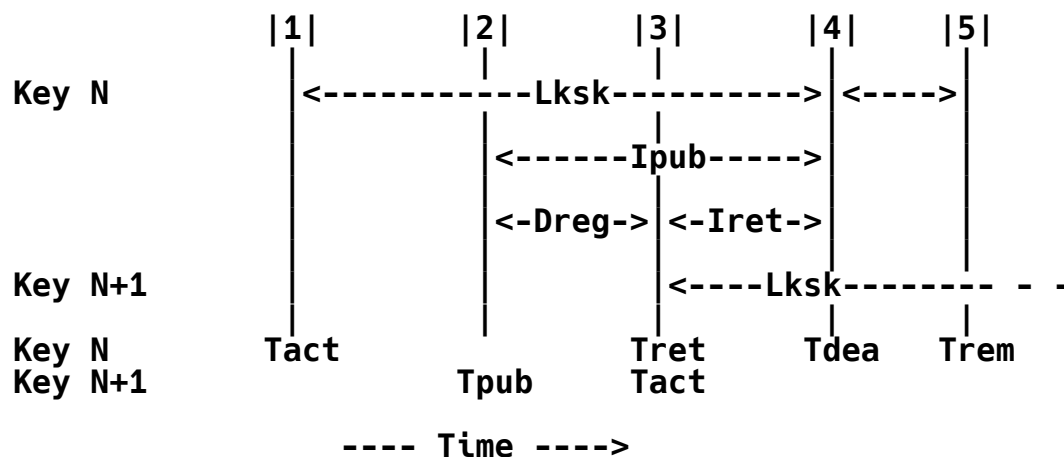 |1| |2| |3| |4| |5|
| | | | |
Key N |<-----------Lksk---------->|<---->|
| | | | |
| |<------Ipub----->| |
| | | | |
| |<-Dreg->|<-Iret->| |
| | | | |
Key N+1 | | |<----Lksk-------- - -
| | | | |
Key N Tact Tret Tdea Trem
Key N+1 Tpub Tact
---- Time ---->